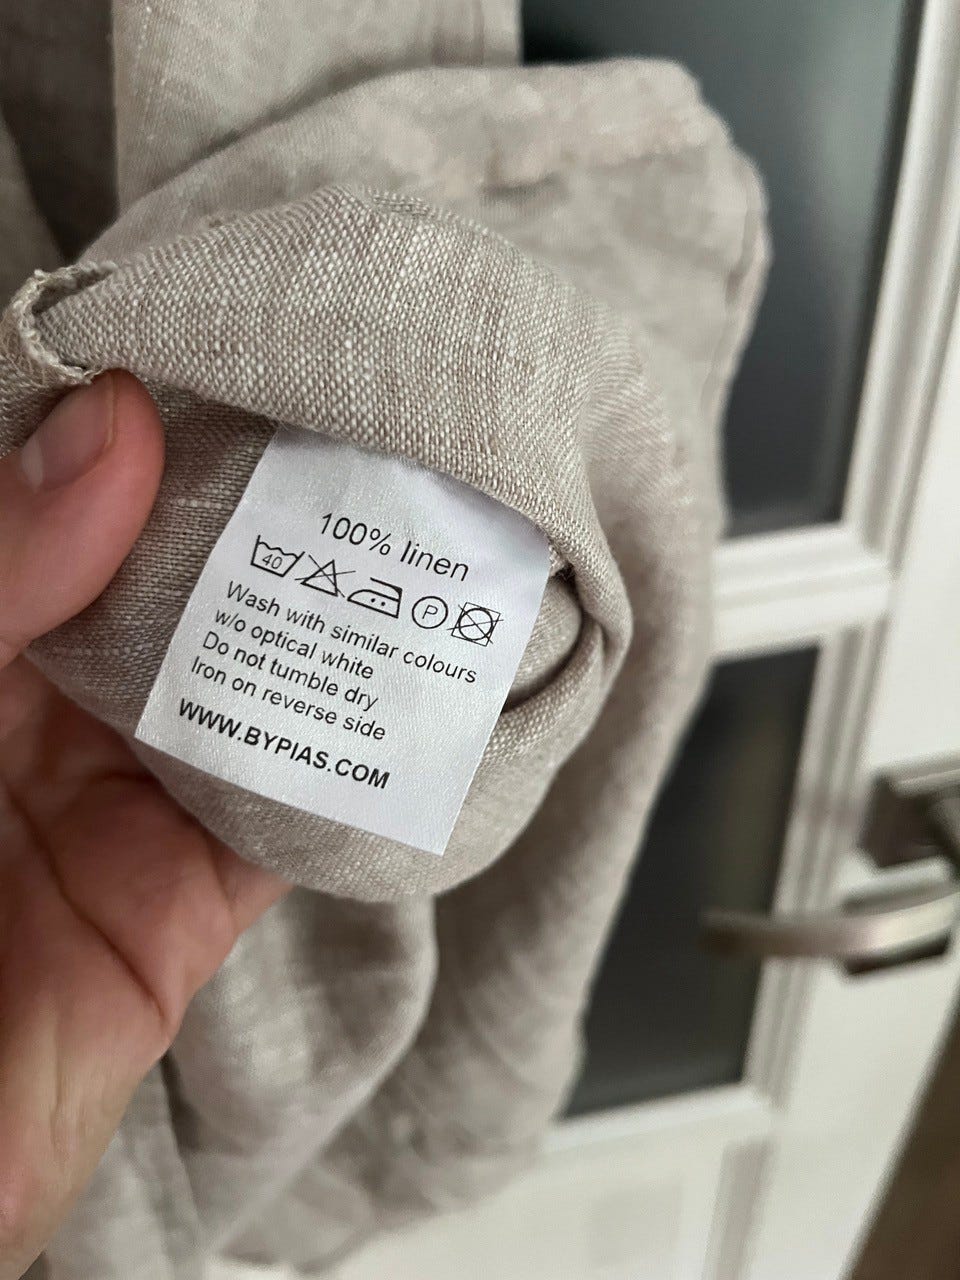 100% linen
40 P
Wash with similar colours
w/o optical white
Do not tumble dry
Iron on reverse side
WWW.BYPIAS.COM